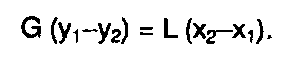 G (y₁–y₂) = L (x₂–x₁).